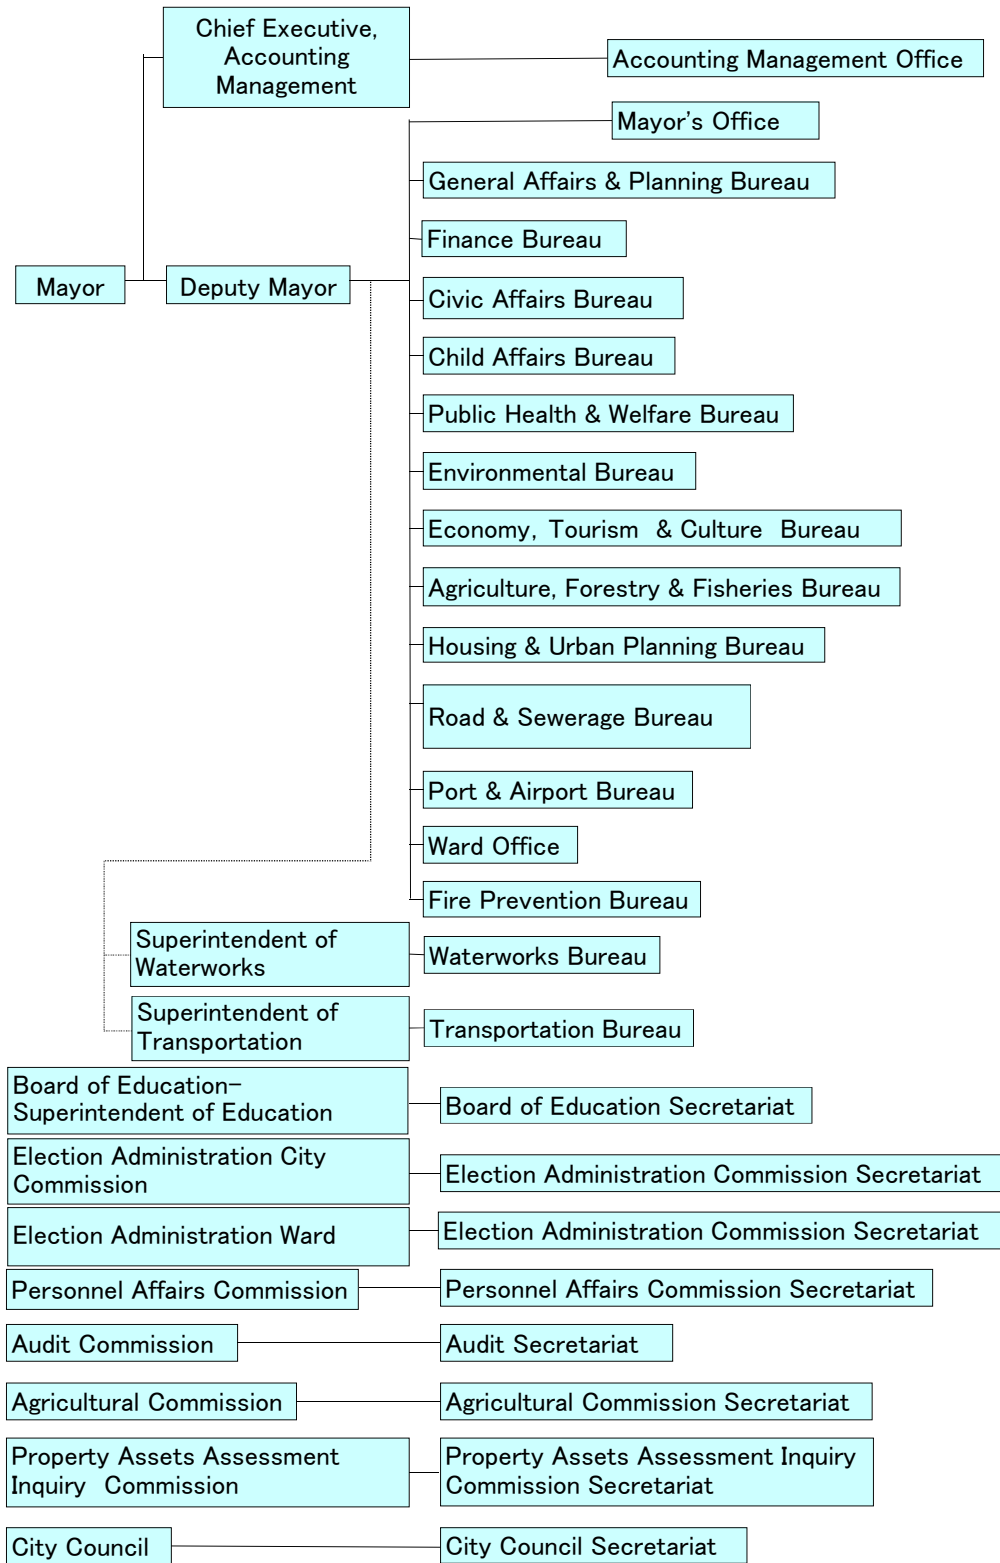 Chief Executive,
Accounting
Management
Accounting Management Office
Mayor's Office
General Affairs & Planning Bureau
Finance Bureau
Mayor
Deputy Mayor
Civic Affairs Bureau
Child Affairs Bureau
Public Health & Welfare Bureau
Environmental Bureau
Economy, Tourism & Culture Bureau
Agriculture, Forestry & Fisheries Bureau
Housing & Urban Planning Bureau
Road & Sewerage Bureau
Port & Airport Bureau
Ward Office
Fire Prevention Bureau
Superintendent of
Waterworks
Waterworks Bureau
Superintendent of
Transportation
Transportation Bureau
Board of Education-
Superintendent of Education
Board of Education Secretariat
Election Administration City
Commission
Election Administration Commission Secretariat
Election Administration Ward
Election Administration Commission Secretariat
Personnel Affairs Commission
Personnel Affairs Commission Secretariat
Audit Commission
Audit Secretariat
Agricultural Commission
Agricultural Commission Secretariat
Property Assets Assessment
Inquiry Commission
Property Assets Assessment Inquiry
Commission Secretariat
City Council
City Council Secretariat